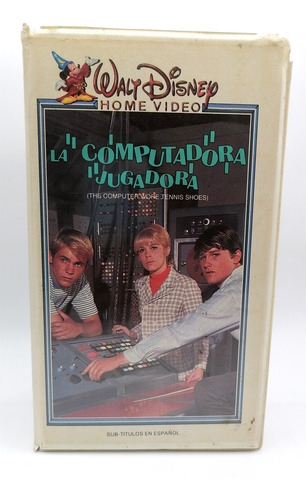 WALT DISNEY
HOME VIDEO
LA COMPUTADORA
JUGADORA
(THE COMPUTER WORE TENNIS SHOES)
SUB-TITULOS EN ESPAÑOL